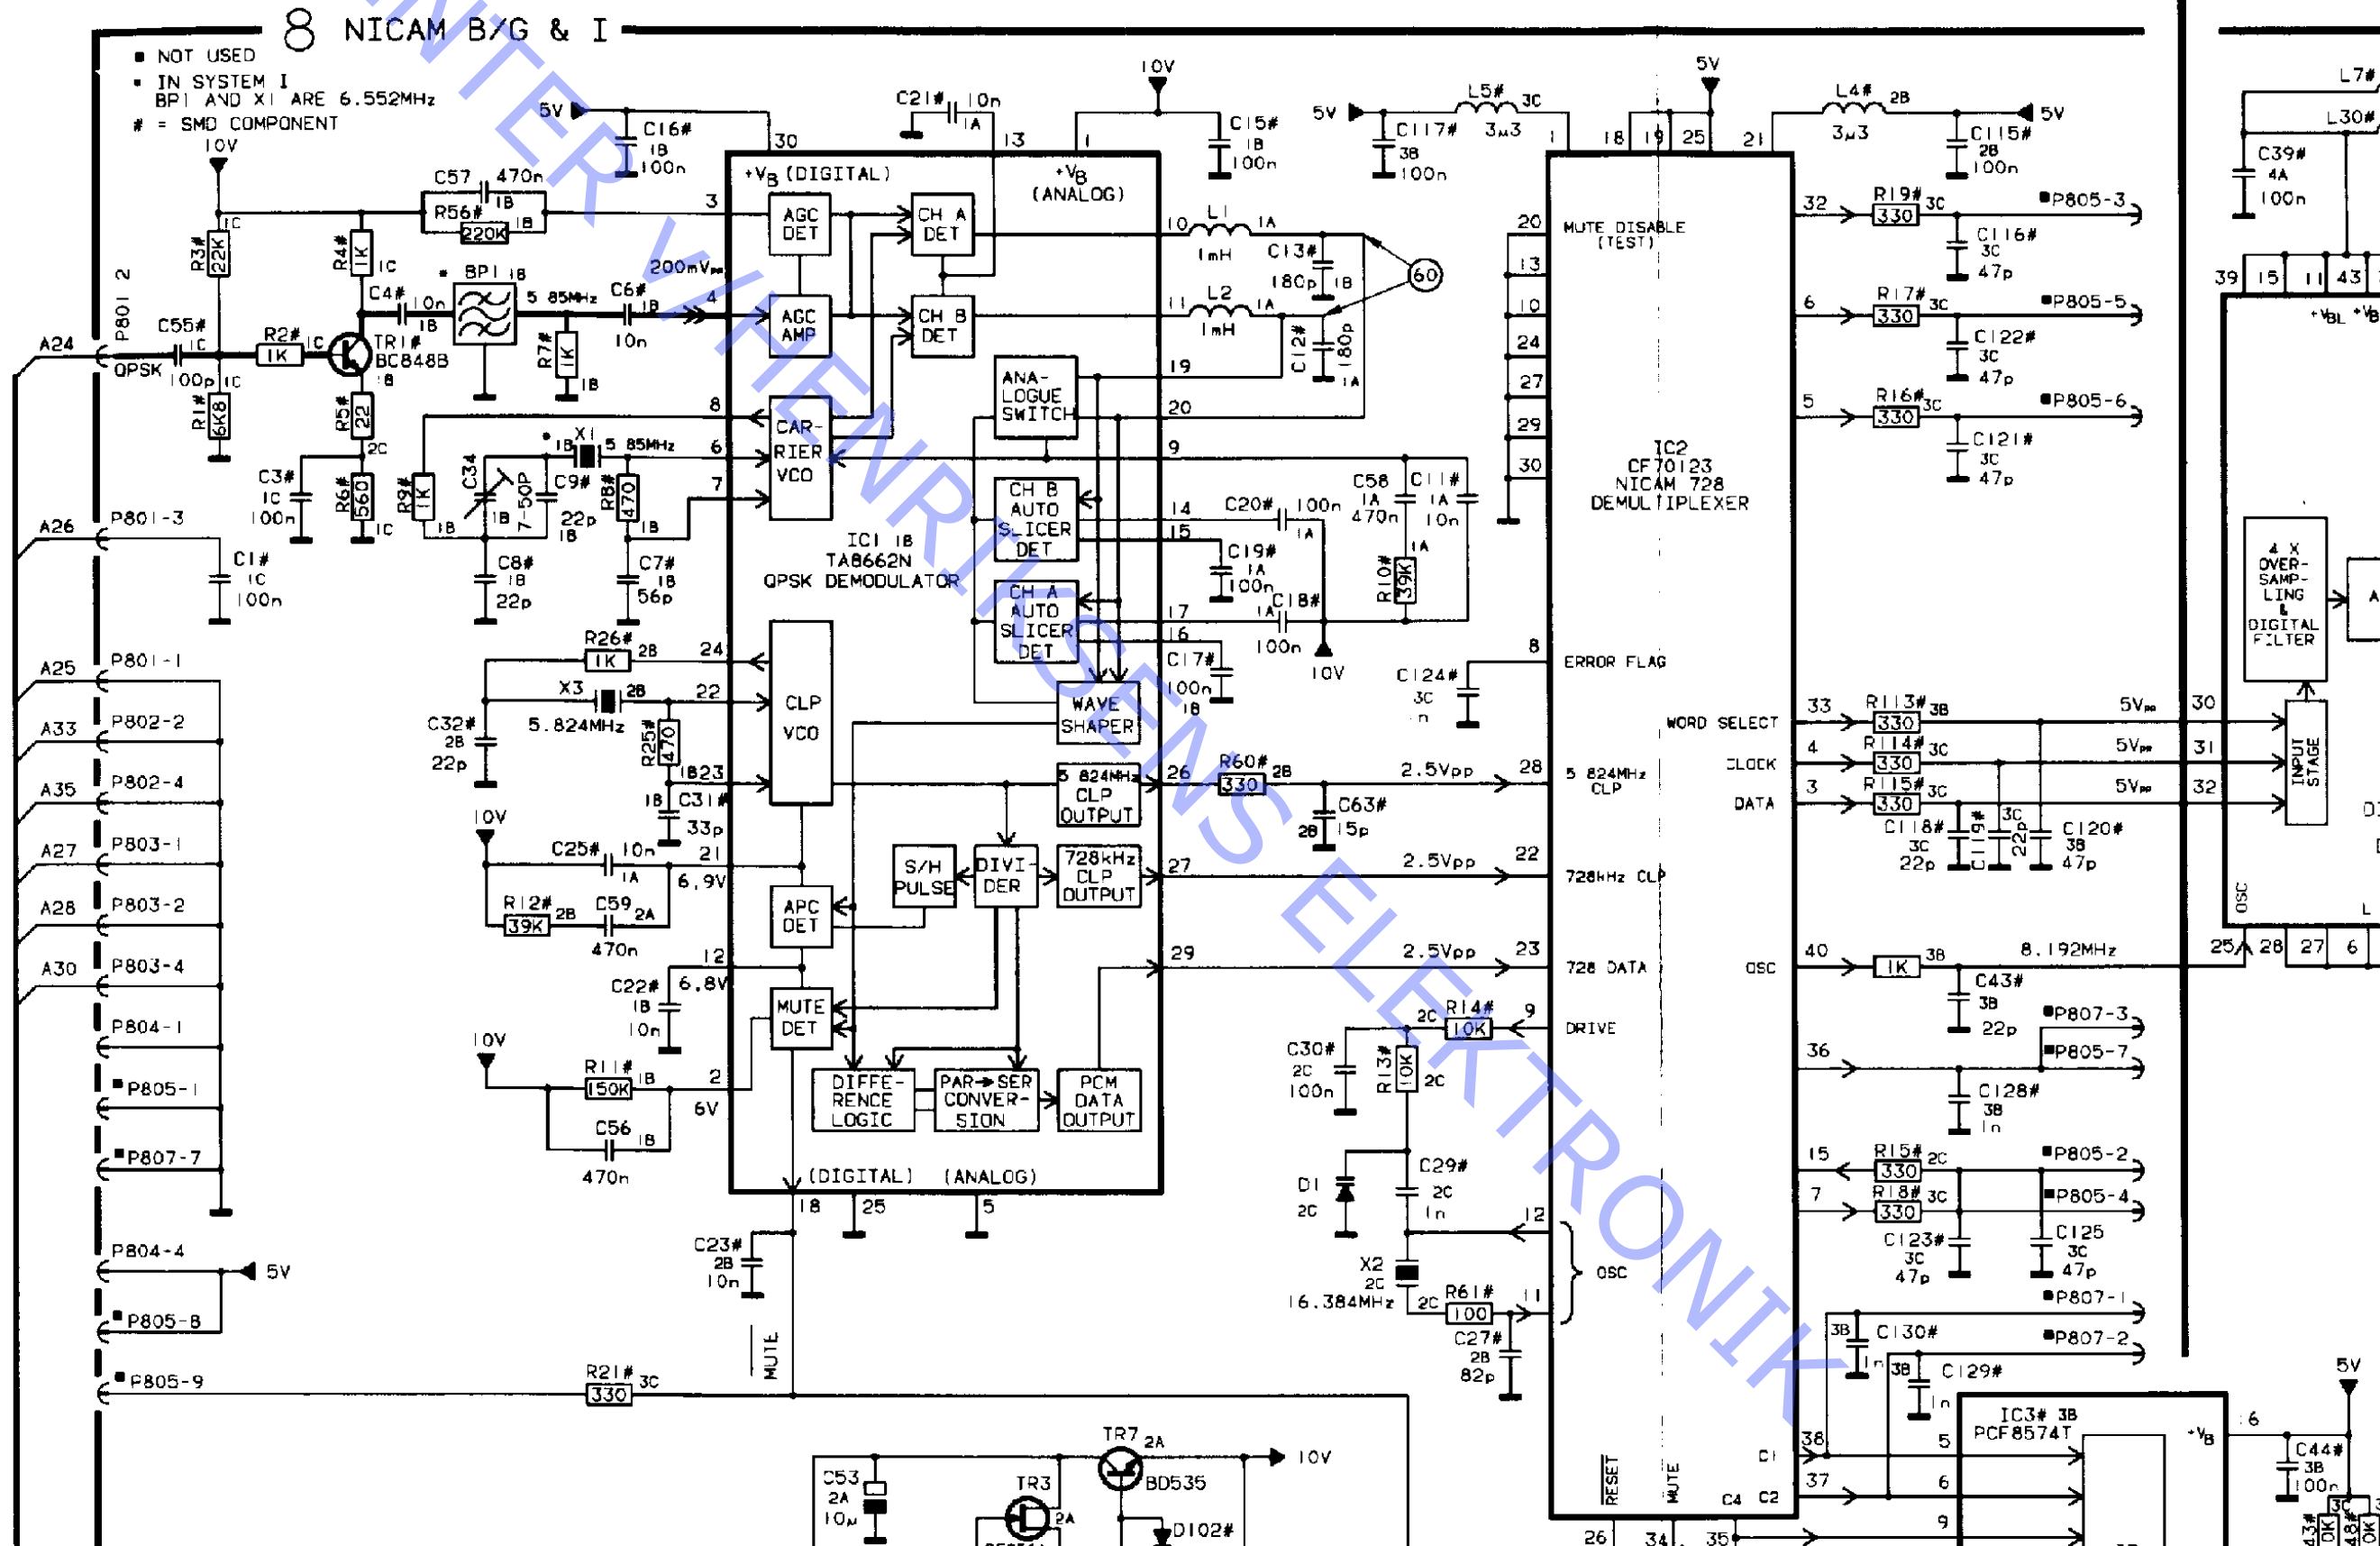 8 NICAM B/G & I
■ NOT USED
• IN SYSTEM I
BP1 AND X1 ARE 6.552MHz
# = SMD COMPONENT
10V
C57 470n
1B
R56# 1B
220K
R3# 22K
1C
R4# 1K
1C
5V
C16#
1B
100n
30
C21# 10n
1A
13
10V
1
C15#
1B
100n
+VB (DIGITAL)
+VB
(ANALOG)
3
AGC
DET
CH A
DET
AGC
AMP
CH B
DET
200mVpp
4
P801 2
A24
QPSK
C55#
1C
100p
R2# 1C
1K
TR1#
BC848B
1B
C4# 10n
1B
• BP1 1B
5 85MHz
C6#
1B
10n
R7# 1K
1B
R1# 6K8
1C
R5# 22
2C
C3#
1C
100n
R6# 560
1C
R9# 1K
1B
C34
1B
7-50P
C9#
22p
1B
• X1
1B
5 85MHz
R8# 470
1B
8
6
7
CAR-
RIER
VCO
C8#
1B
22p
C7#
1B
56p
A26
P801-3
C1#
1C
100n
10
L1 1A
1mH
C13#
180p 1B
11
L2 1A
1mH
C12# 180p
1A
60
19
20
9
ANA-
LOGUE
SWITCH
CH B
AUTO
SLICER
DET
14
15
C20# 100n
1A
C19#
1A
100n
CH A
AUTO
SLICER
DET
17
16
C18#
1A
100n
C17#
100n
1B
C58
1A
470n
C11#
1A
10n
R10# 39K
1A
10V
IC1 1B
TA8662N
QPSK DEMODULATOR
WAVE
SHAPER
A25 P801-1
A33 P802-2
A35 P802-4
A27 P803-1
A28 P803-2
A30 P803-4
P804-1
■P805-1
■P807-7
P804-4
5V
■P805-8
■P805-9
R26#
1K 2B
24
X3 2B
5.824MHz
22
C32#
2B
22p
R25# 470
1B
23
C31#
1B
33p
CLP
VCO
10V
C25# 10n
1A
21
6,9V
R12# 2B
39K
C59 2A
470n
12
6,8V
C22#
1B
10n
10V
R11# 1B
150K
2
6V
C56 1B
470n
APC
DET
MUTE
DET
S/H
PULSE
DIVI-
DER
5 824MHz
CLP
OUTPUT
728kHz
CLP
OUTPUT
DIFFE-
RENCE
LOGIC
PAR→SER
CONVER-
SION
PCM
DATA
OUTPUT
(DIGITAL) (ANALOG)
18 25 5
C23#
2B
10n
MUTE
R21# 3C
330
26
R60# 2B
330
C63#
2B 15p
2.5Vpp
28
27
2.5Vpp
22
29
2.5Vpp
23
5V
C117#
3B
100n
L5# 3C
3µ3
1 18 19 25 21
5V
L4# 2B
3µ3
5V
C115#
2B
100n
20
MUTE DISABLE
(TEST)
13
10
24
27
29
30
IC2
CF70123
NICAM 728
DEMULTIPLEXER
8 ERROR FLAG
C124#
3C
5 824MHz
CLP
728kHz CLP
728 DATA
9 DRIVE
R14#
2C 10K
C30#
2C
100n
R13# 10K
2C
D1
2C
C29#
2C
1n
12
X2
2C
16.384MHz
R61#
2C 100
11
C27#
2B
82p
OSC
32 R19# 3C
330
■P805-3
C116#
3C
47p
6 R17# 3C
330
■P805-5
C122#
3C
47p
5 R16# 3C
330
■P805-6
C121#
3C
47p
WORD SELECT
33 R113# 3B
330
5Vpp 30
CLOCK
4 R114# 3C
330
5Vpp 31
DATA
3 R115# 3C
330
5Vpp 32
C118#
3C
22p
C119#
3C
22p
C120#
3B
47p
OSC
40 1K 3B
8.192MHz
C43#
3B
22p
36
■P807-3
■P805-7
C128#
3B
1n
15 R15# 2C
330
■P805-2
7 R18# 3C
330
■P805-4
C123#
3C
47p
C125
3C
47p
■P807-1
3B C130#
1n
■P807-2
3B C129#
1n
C1 38
C4 C2 37
RESET
MUTE
26 34 35
IC3# 3B
PCF8574T
+VB
5
6
9
5V
C44#
3B
100n
L7#
L30#
C39#
4A
100n
39 15 11 43
+VBL +VB
4 X
OVER-
SAMP-
LING
&
DIGITAL
FILTER
INPUT
STAGE
OSC
25 28 27 6
C53
2A
10µ
TR3
2A
TR7
2A
BD535
10V
D102#
V/HENRIKSENS ELEKTRONIK